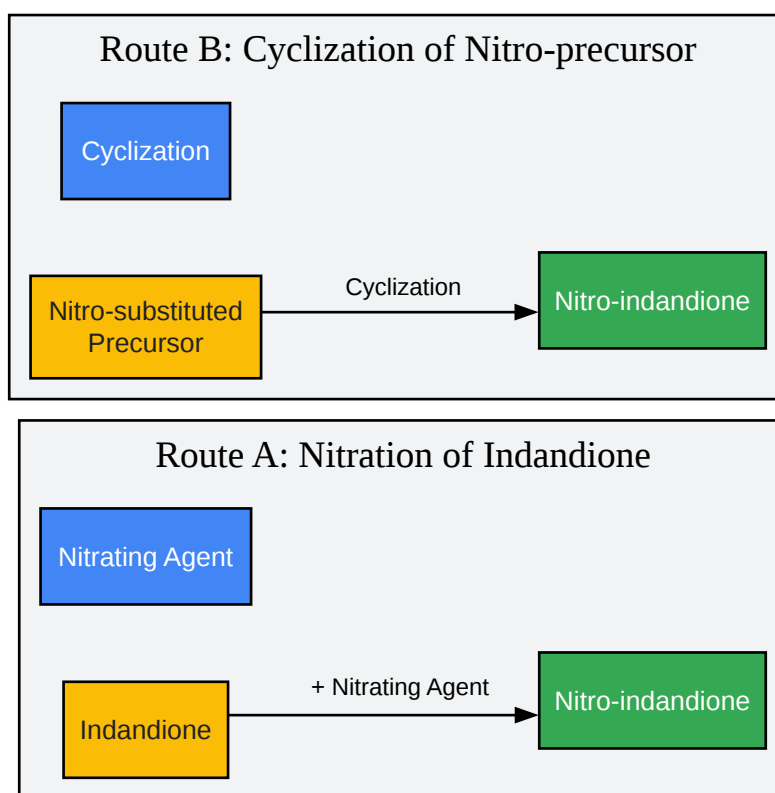 Route B: Cyclization of Nitro-precursor
Cyclization
Nitro-substituted
Precursor
Cyclization
Nitro-indandione
Route A: Nitration of Indandione
Nitrating Agent
Indandione
+ Nitrating Agent
Nitro-indandione